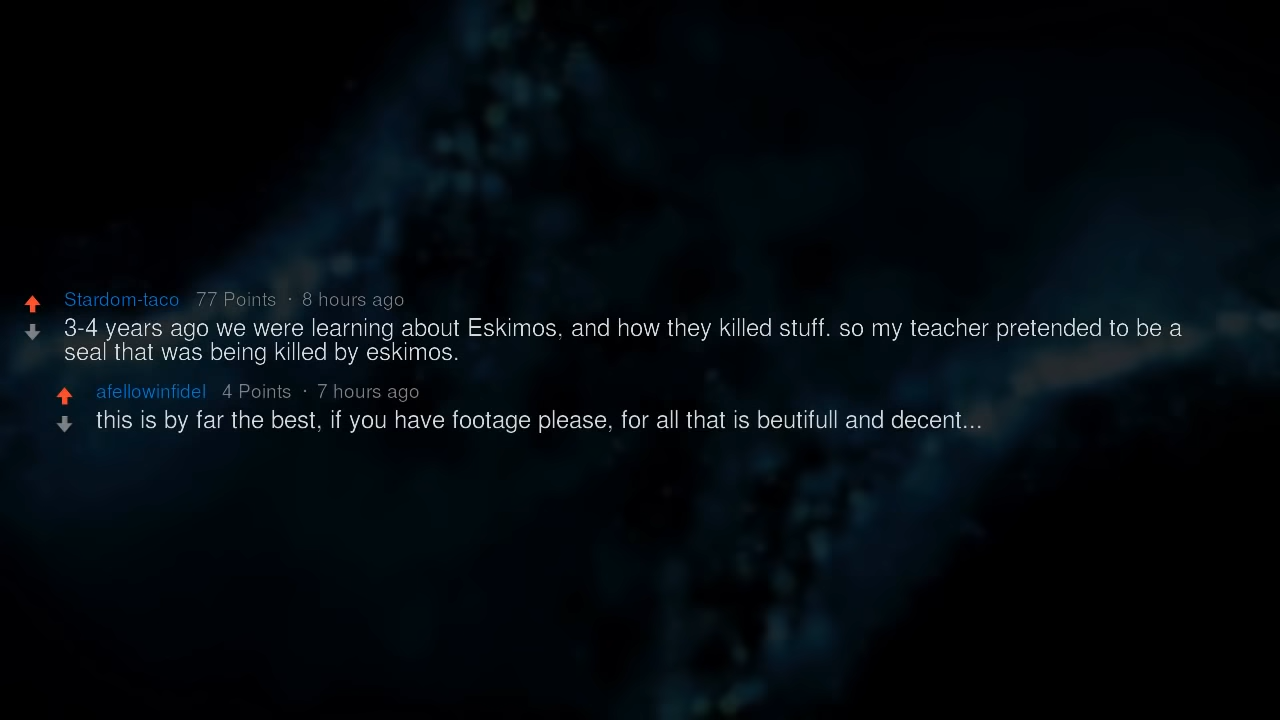 Stardom-taco 77 Points · 8 hours ago
3-4 years ago we were learning about Eskimos, and how they killed stuff. so my teacher pretended to be a
seal that was being killed by eskimos.
afellowinfidel 4 Points · 7 hours ago
this is by far the best, if you have footage please, for all that is beutifull and decent...